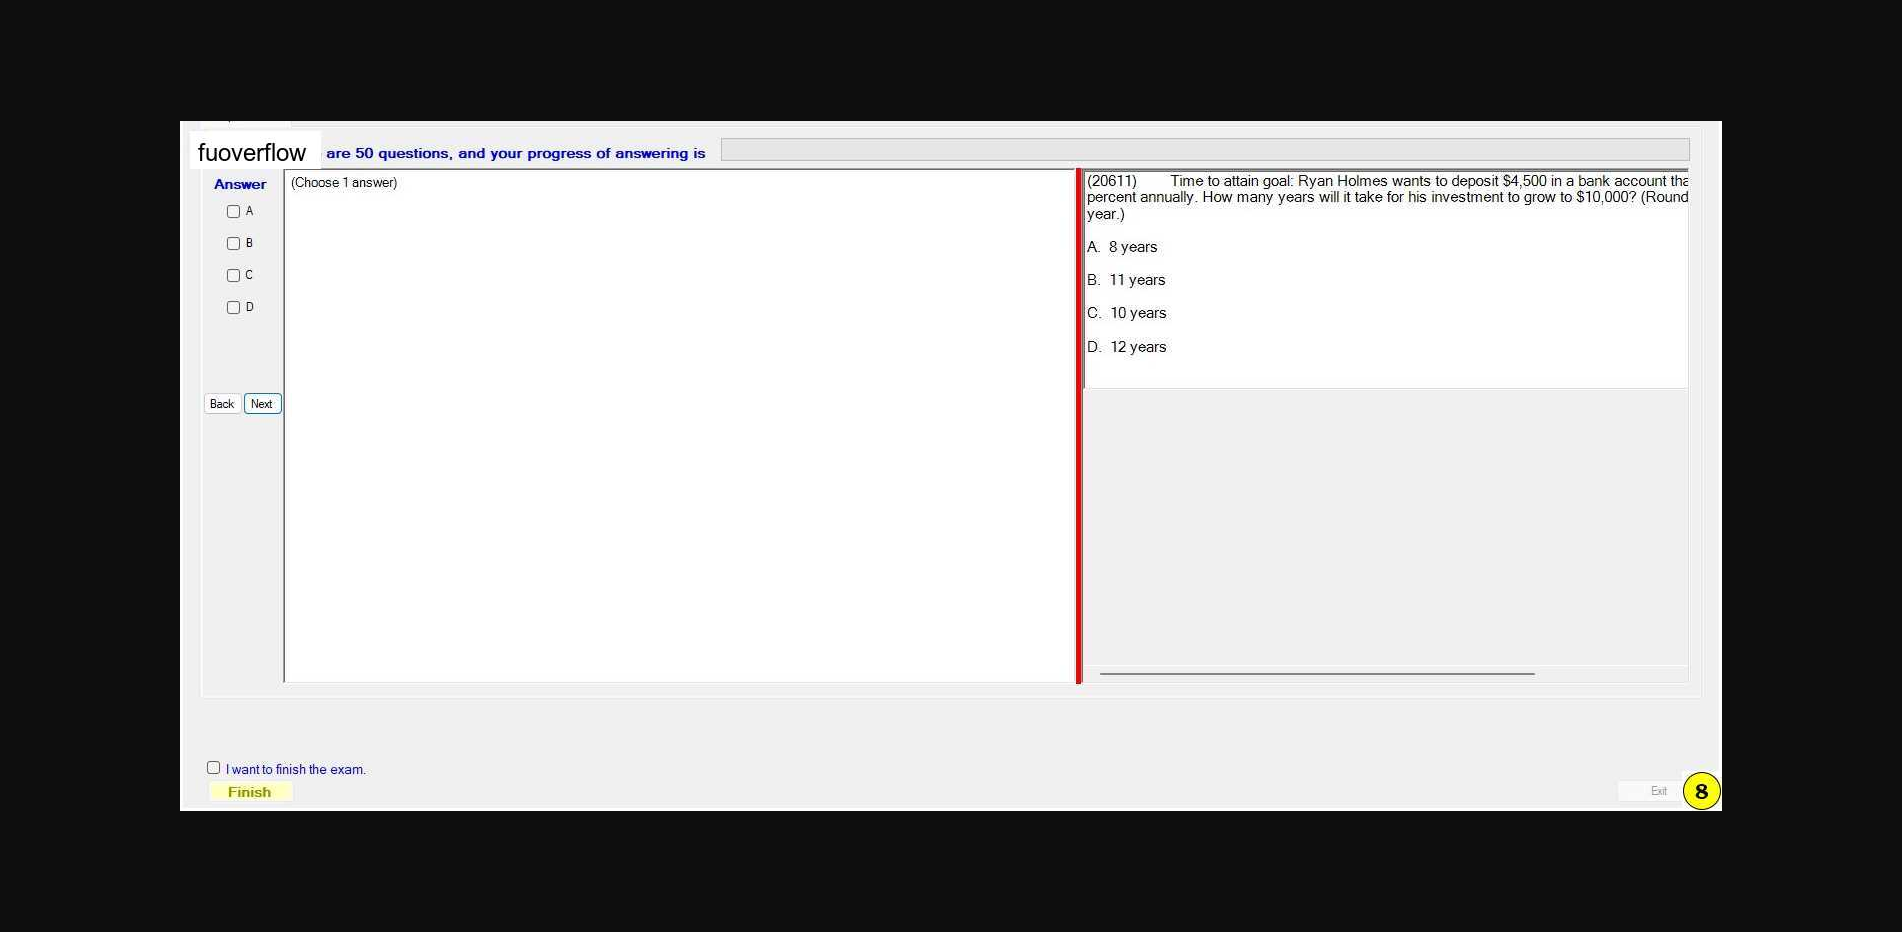 fuoverflow are 50 questions, and your progress of answering is
Answer
(Choose 1 answer)
A
B
C
D
Back Next
(20611) Time to attain goal: Ryan Holmes wants to deposit $4,500 in a bank account tha
percent annually. How many years will it take for his investment to grow to $10,000? (Round
year.)
A. 8 years
B. 11 years
C. 10 years
D. 12 years
I want to finish the exam.
Finish
Exit
8